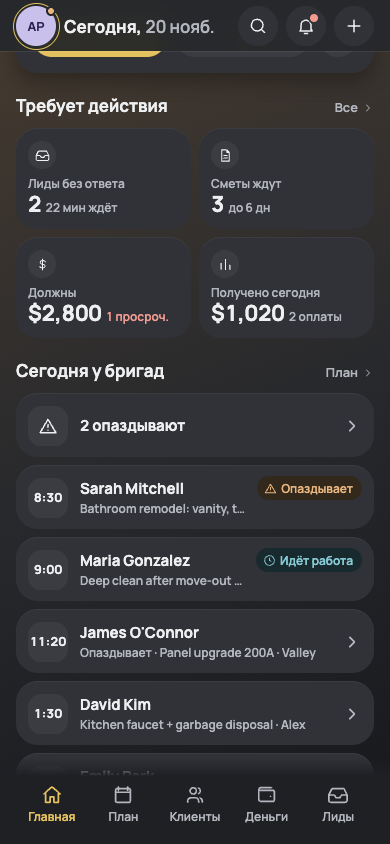 AP
Сегодня, 20 нояб.
Требует действия
Все
Лиды без ответа
2 22 мин ждёт
Сметы ждут
3 до 6 дн
$
Должны
$2,800 1 просроч.
Получено сегодня
$1,020 2 оплаты
Сегодня у бригад
План
2 опаздывают
8:30
Sarah Mitchell
Опаздывает
Bathroom remodel: vanity, t...
9:00
Maria Gonzalez
Идёт работа
Deep clean after move-out ...
11:20
James O'Connor
Опаздывает · Panel upgrade 200A · Valley
1:30
David Kim
Kitchen faucet + garbage disposal · Alex
Emily Park
Главная
План
Клиенты
Деньги
Лиды